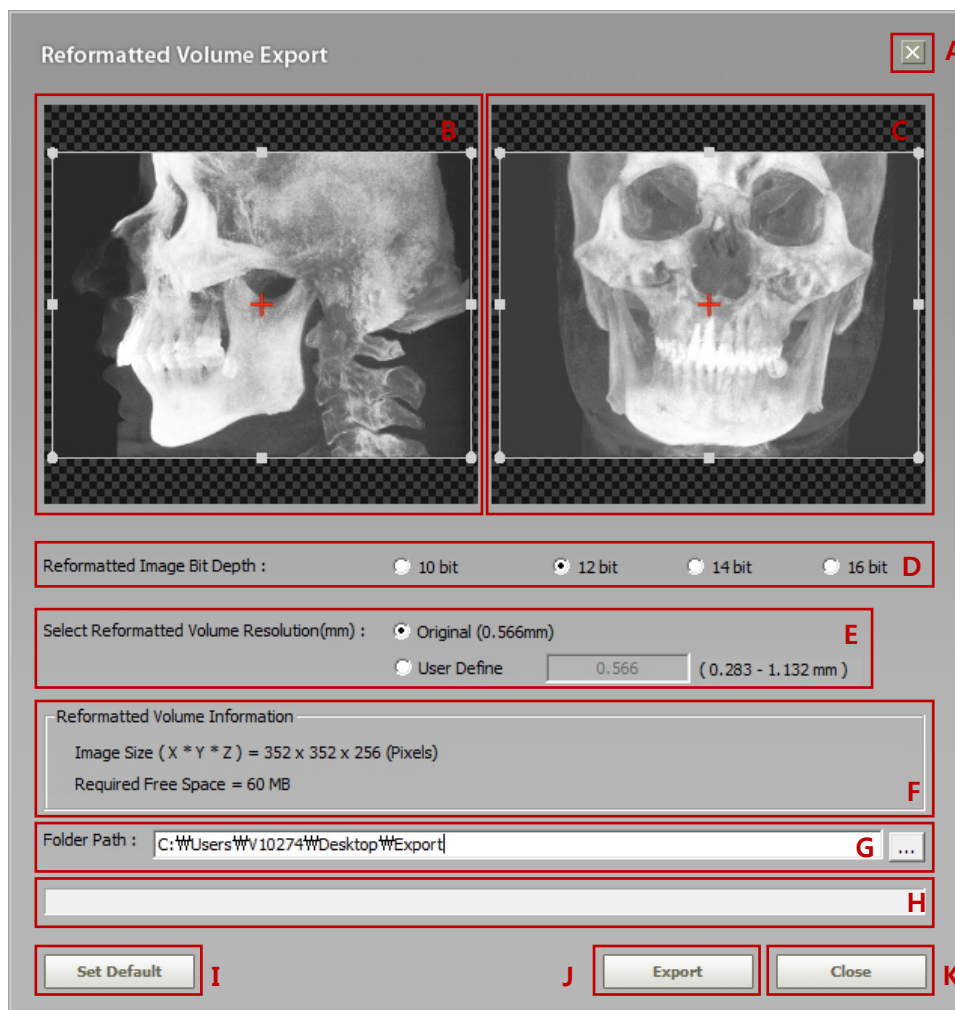 Reformatted Volume Export
A
B
C
Reformatted Image Bit Depth : 10 bit 12 bit 14 bit 16 bit D
Select Reformatted Volume Resolution(mm) : Original (0.566mm) E
User Define 0.566 ( 0.283 - 1.132 mm )
Reformatted Volume Information
Image Size ( X * Y * Z ) = 352 x 352 x 256 (Pixels)
Required Free Space = 60 MB
F
Folder Path : C:₩Users₩V10274₩Desktop₩Export G ...
H
Set Default I J Export Close K